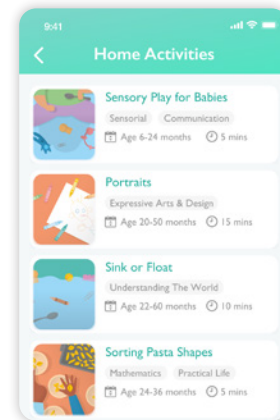 9:41
Home Activities
Sensory Play for Babies
Sensorial Communication
Age 6-24 months 5 mins
Portraits
Expressive Arts & Design
Age 20-50 months 15 mins
Sink or Float
Understanding The World
Age 22-60 months 10 mins
Sorting Pasta Shapes
Mathematics Practical Life
Age 24-36 months 5 mins